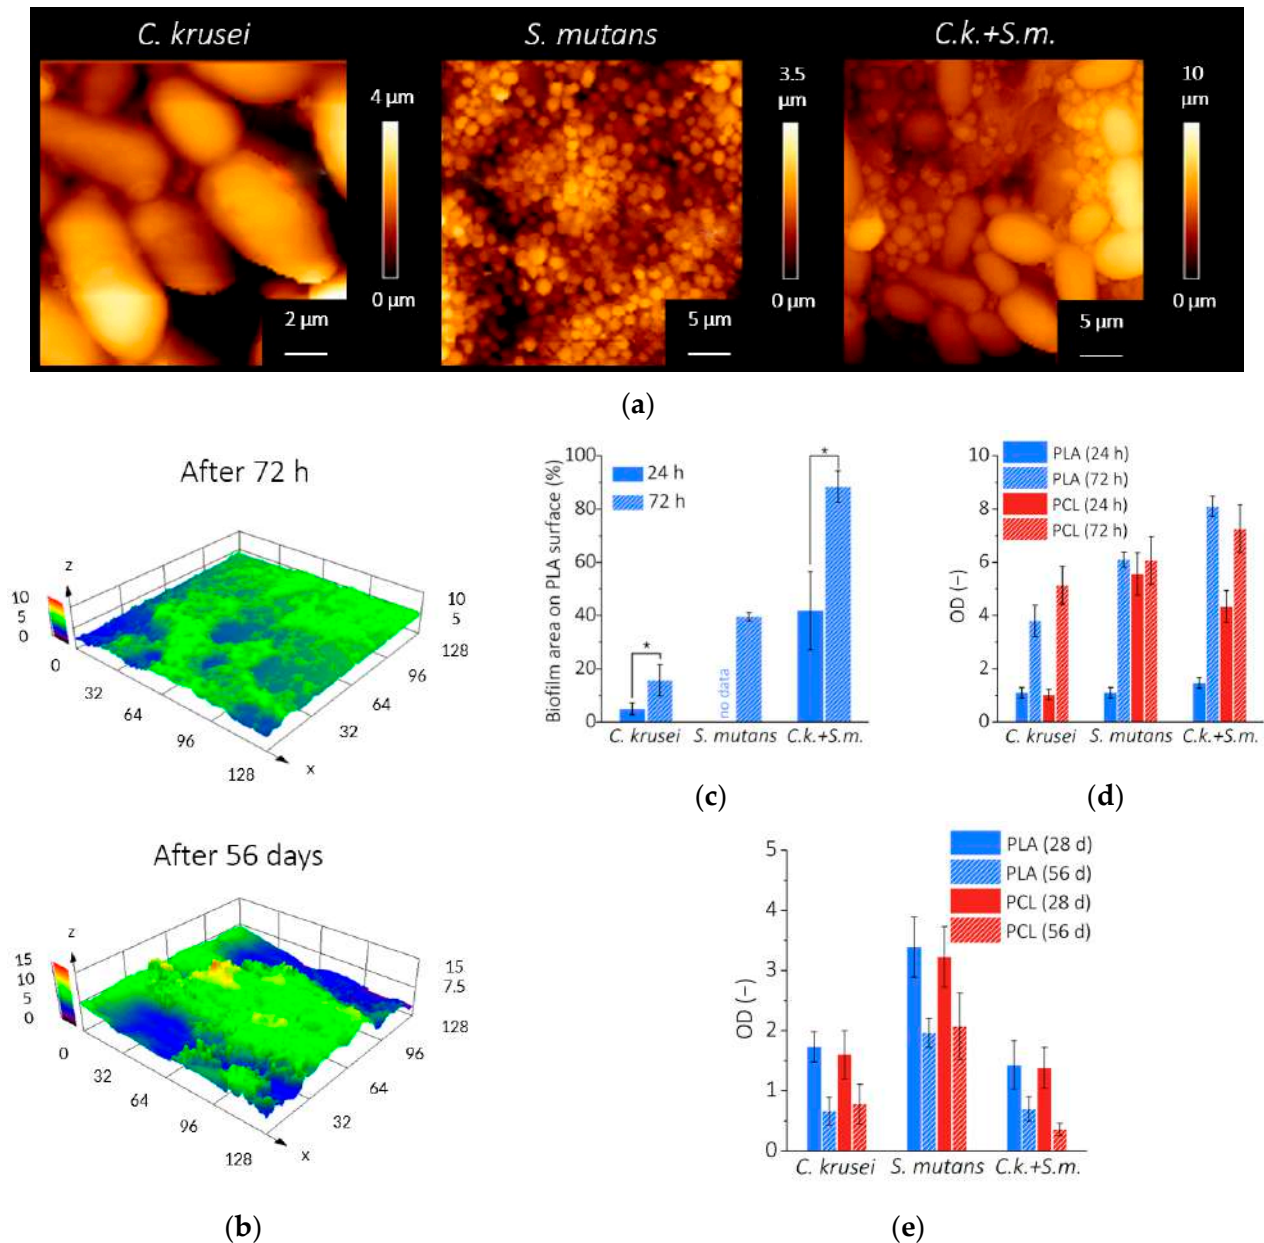 C. krusei
S. mutans
C.k.+S.m.
4 µm
0 µm
2 µm
3.5
µm
0 µm
5 µm
10
µm
0 µm
5 µm
(a)
After 72 h
z
10
5
0
0
32
64
96
128
x
32
64
96
128
10
5
After 56 days
z
15
10
5
0
0
32
64
96
128
x
32
64
96
128
15
7.5
(b)
Biofilm area on PLA surface (%)
100
80
60
40
20
0
24 h
72 h
*
no data
*
C. krusei S. mutans C.k.+S.m.
(c)
OD (−)
10
8
6
4
2
0
PLA (24 h)
PLA (72 h)
PCL (24 h)
PCL (72 h)
C. krusei S. mutans C.k.+S.m.
(d)
OD (−)
5
4
3
2
1
0
PLA (28 d)
PLA (56 d)
PCL (28 d)
PCL (56 d)
C. krusei S. mutans C.k.+S.m.
(e)